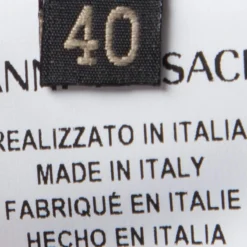 40
REALIZZATO IN ITALIA
MADE IN ITALY
FABRIQUÉ EN ITALIE
HECHO EN ITALIA